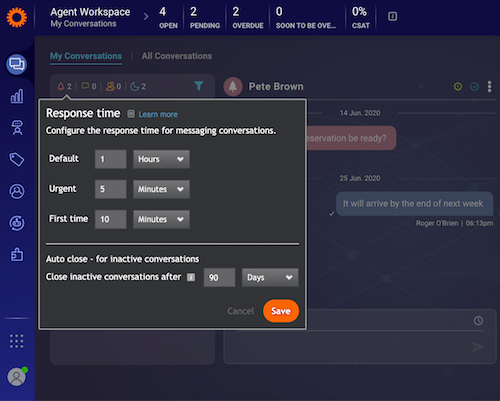 Agent Workspace
My Conversations
4
OPEN
2
PENDING
2
OVERDUE
0
SOON TO BE OVE...
0%
CSAT
My Conversations
All Conversations
2
0
0
2
Pete Brown
Response time
Learn more
Configure the response time for messaging conversations.
14 Jun. 2020
eservation be ready?
Default
1
Hours
Urgent
5
Minutes
25 Jun. 2020
It will arrive by the end of next week
First time
10
Minutes
Roger O'Brien | 06:13pm
Auto close - for inactive conversations
Close inactive conversations after
90
Days
Cancel
Save